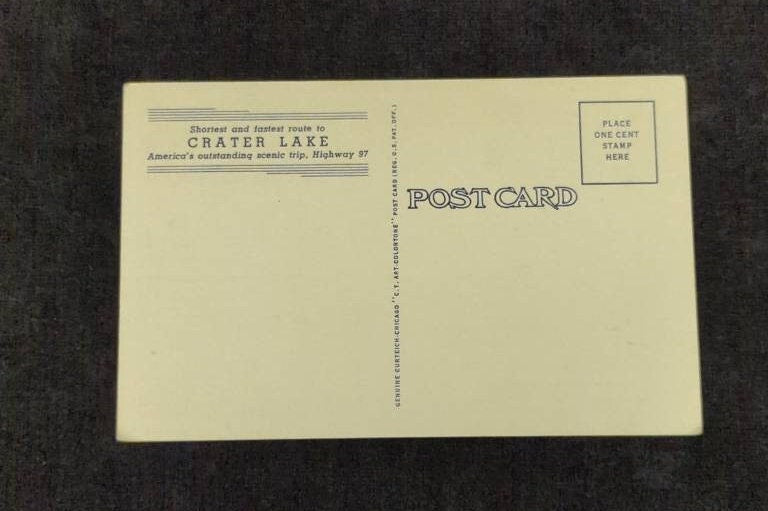 Shortest and fastest route to
CRATER LAKE
America's outstanding scenic trip, Highway 97
GENUINE CURTEICH-CHICAGO "C.T. ART-COLORTONE" POST CARD (REG. U.S. PAT. OFF.)
POST CARD
PLACE
ONE CENT
STAMP
HERE